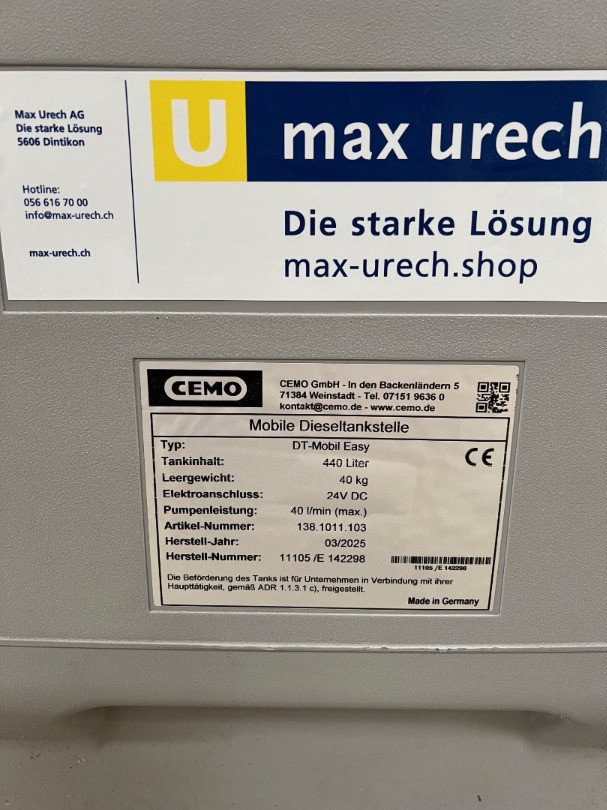 Max Urech AG
Die starke Lösung
5606 Dintikon
Hotline:
056 616 70 00
info@max-urech.ch
max-urech.ch
U max urech
Die starke Lösung
max-urech.shop
CEMO
CEMO GmbH - In den Backenländern 5
71384 Weinstadt - Tel. 07151 9636 0
kontakt@cemo.de - www.cemo.de
Mobile Dieseltankstelle
Typ: DT-Mobil Easy
CE
Tankinhalt: 440 Liter
Leergewicht: 40 kg
Elektroanschluss: 24V DC
Pumpenleistung: 40 l/min (max.)
Artikel-Nummer: 138.1011.103
Herstell-Jahr: 03/2025
Herstell-Nummer: 11105 /E 142298
11105 /E 142298
Die Beförderung des Tanks ist für Unternehmen in Verbindung mit ihrer
Haupttätigkeit, gemäß ADR 1.1.3.1 c), freigestellt.
Made in Germany